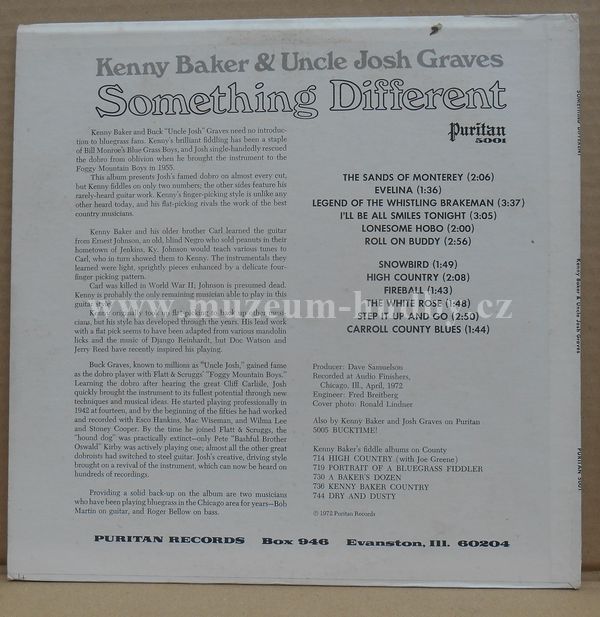 Kenny Baker & Uncle Josh Graves
Something Different
Puritan
5001
Kenny Baker and Buck "Uncle Josh" Graves need no introduc-
tion to bluegrass fans. Kenny's brilliant fiddling has been a staple
of Bill Monroe's Blue Grass Boys, and Josh single-handedly rescued
the dobro from oblivion when he brought the instrument to the
Foggy Mountain Boys in 1955.
This album presents Josh's famed dobro on almost every cut,
but Kenny fiddles on only two numbers; the other sides feature his
rarely-heard guitar work. Kenny's finger-picking style is unlike any
other heard today, and his flat-picking rivals the work of the best
country musicians.
Kenny Baker and his older brother Carl learned the guitar
from Ernest Johnson, an old, blind Negro who sold peanuts in their
hometown of Jenkins, Ky. Johnson would teach various tunes to
Carl, who in turn showed them to Kenny. The instrumentals they
learned were light, sprightly pieces enhanced by a delicate four-
finger picking pattern.
Carl was killed in World War II; Johnson is presumed dead.
Kenny is probably the only remaining musician able to play in this
guitar style.
Kenny originally took up flat-picking to back up other musi-
cians, but his style has developed through the years. His lead work
with a flat pick seems to have been adapted from various mandolin
licks and the music of Django Reinhardt, but Doc Watson and
Jerry Reed have recently inspired his playing.
Buck Graves, known to millions as "Uncle Josh," gained fame
as the dobro player with Flatt & Scruggs' "Foggy Mountain Boys."
Learning the dobro after hearing the great Cliff Carlisle, Josh
quickly brought the instrument to its fullest potential through new
techniques and musical ideas. He started playing professionally in
1942 at fourteen, and by the beginning of the fifties he had worked
and recorded with Esco Hankins, Mac Wiseman, and Wilma Lee
and Stoney Cooper. By the time he joined Flatt & Scruggs, the
"hound dog" was practically extinct—only Pete "Bashful Brother
Oswald" Kirby was actively playing one; almost all the other great
dobroists had switched to steel guitar. Josh's creative, driving style
brought on a revival of the instrument, which can now be heard on
hundreds of recordings.
Providing a solid back-up on the album are two musicians
who have been playing bluegrass in the Chicago area for years—Bob
Martin on guitar, and Roger Bellow on bass.
THE SANDS OF MONTEREY (2:06)
EVELINA (1:36)
LEGEND OF THE WHISTLING BRAKEMAN (3:37)
I'LL BE ALL SMILES TONIGHT (3:05)
LONESOME HOBO (2:00)
ROLL ON BUDDY (2:56)
SNOWBIRD (1:49)
HIGH COUNTRY (2:08)
FIREBALL (1:43)
THE WHITE ROSE (1:48)
STEP IT UP AND GO (2:50)
CARROLL COUNTY BLUES (1:44)
Producer: Dave Samuelson
Recorded at Audio Finishers,
Chicago, Ill., April, 1972
Engineer: Fred Breitberg
Cover photo: Ronald Lindner
Also by Kenny Baker and Josh Graves on Puritan
5005 BUCKTIME!
Kenny Baker's fiddle albums on County
714 HIGH COUNTRY (with Joe Greene)
719 PORTRAIT OF A BLUEGRASS FIDDLER
730 A BAKER'S DOZEN
736 KENNY BAKER COUNTRY
744 DRY AND DUSTY
℗ 1972 Puritan Records
PURITAN RECORDS Box 946 Evanston, Ill. 60204
SOMETHING DIFFERENT
Kenny Baker & Uncle Josh Graves
PURITAN 5001
www.muzeum-hudby.cz